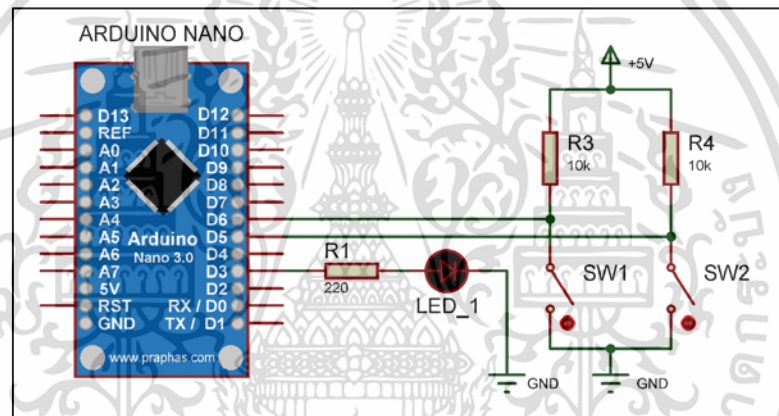 ARDUINO NANO
+5V
D13 D12
REF D11
A0 D10
A1 D9
A2 D8
A3 D7
A4 D6
A5 D5
A6 D4
A7 D3
5V D2
RST RX / D0
GND TX / D1
Arduino
Nano 3.0
www.praphas.com
R3
10k
R4
10k
R1
220
LED_1
SW1
SW2
GND
GND